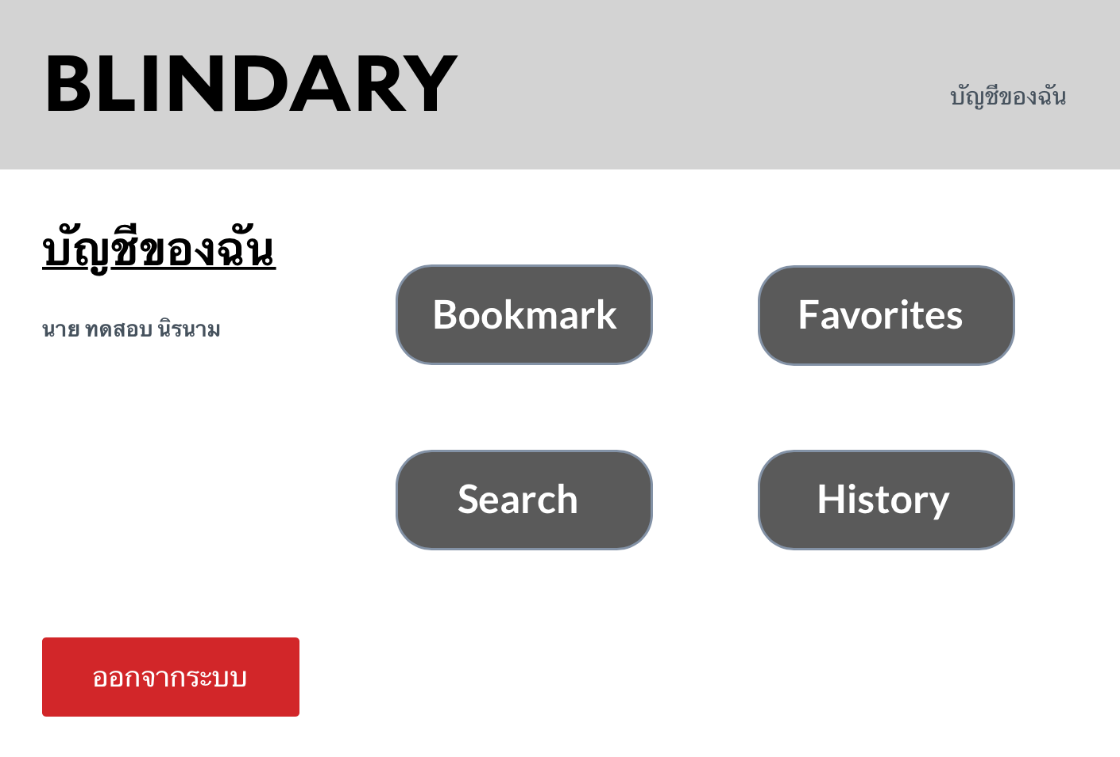 BLINDARY
บัญชีของฉัน
บัญชีของฉัน
นาย ทดสอบ นิรนาม
Bookmark
Favorites
Search
History
ออกจากระบบ